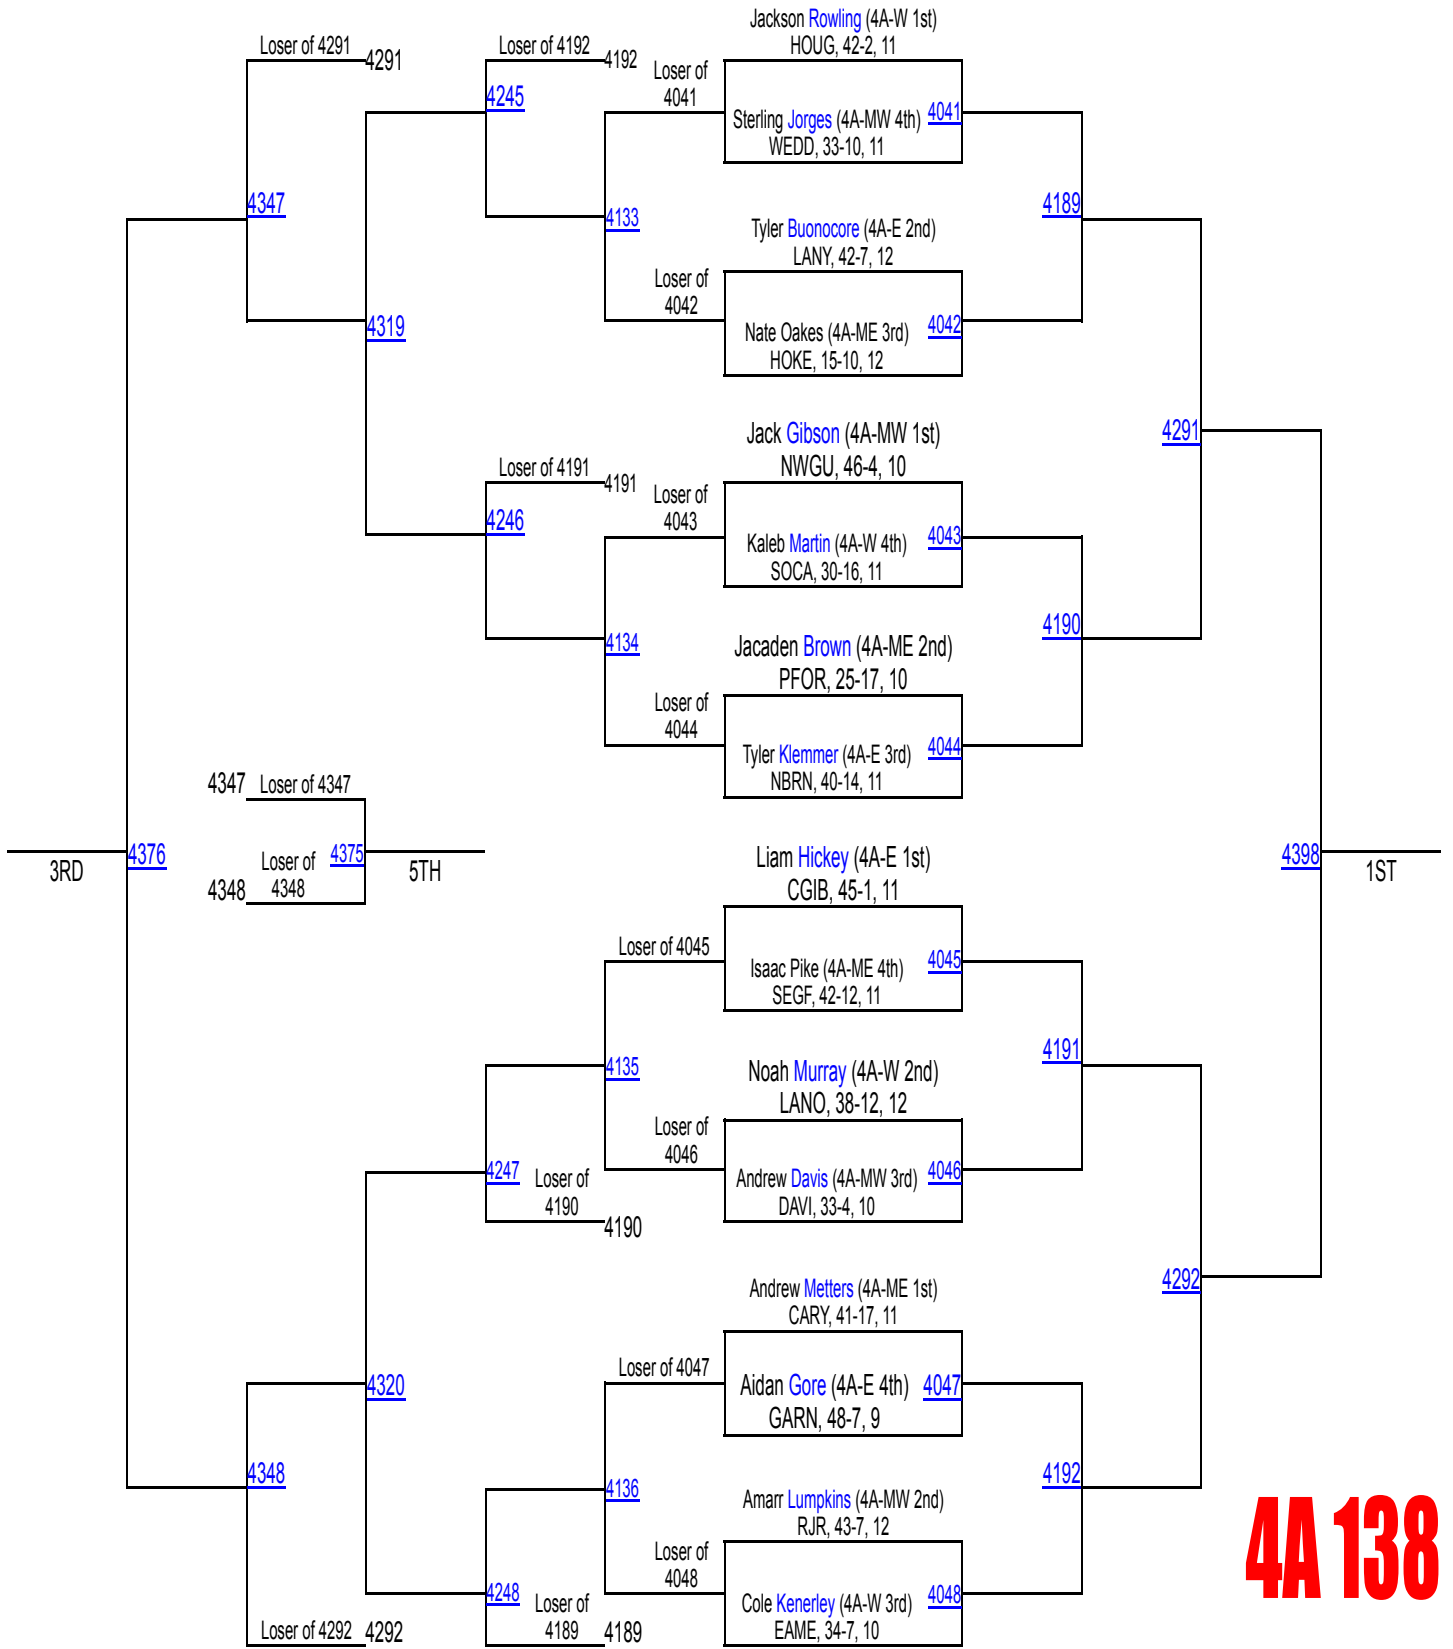 Jackson Rowling (4A-W 1st)
HOUG, 42-2, 11
Loser of 4291
4291
Loser of 4192
4192
Loser of
4041
4245
Sterling Jorges (4A-MW 4th)
WEDD, 33-10, 11
4041
4347
4133
4189
Tyler Buonocore (4A-E 2nd)
LANY, 42-7, 12
Loser of
4042
4319
Nate Oakes (4A-ME 3rd)
HOKE, 15-10, 12
4042
Jack Gibson (4A-MW 1st)
NWGU, 46-4, 10
4291
Loser of 4191
4191
Loser of
4043
4246
Kaleb Martin (4A-W 4th)
SOCA, 30-16, 11
4043
4134
4190
Jacaden Brown (4A-ME 2nd)
PFOR, 25-17, 10
Loser of
4044
Tyler Klemmer (4A-E 3rd)
NBRN, 40-14, 11
4044
4347
Loser of 4347
3RD
4376
4348
Loser of
4348
4375
5TH
Liam Hickey (4A-E 1st)
CGIB, 45-1, 11
4398
1ST
Loser of 4045
Isaac Pike (4A-ME 4th)
SEGF, 42-12, 11
4045
4135
4191
Noah Murray (4A-W 2nd)
LANO, 38-12, 12
Loser of
4046
4247
Loser of
4190
4190
Andrew Davis (4A-MW 3rd)
DAVI, 33-4, 10
4046
Andrew Metters (4A-ME 1st)
CARY, 41-17, 11
4292
Loser of 4047
4320
Aidan Gore (4A-E 4th)
GARN, 48-7, 9
4047
4348
4136
4192
Amarr Lumpkins (4A-MW 2nd)
RJR, 43-7, 12
Loser of
4048
4248
Loser of
4189
4189
Cole Kenerley (4A-W 3rd)
EAME, 34-7, 10
4048
Loser of 4292
4292
4A 138